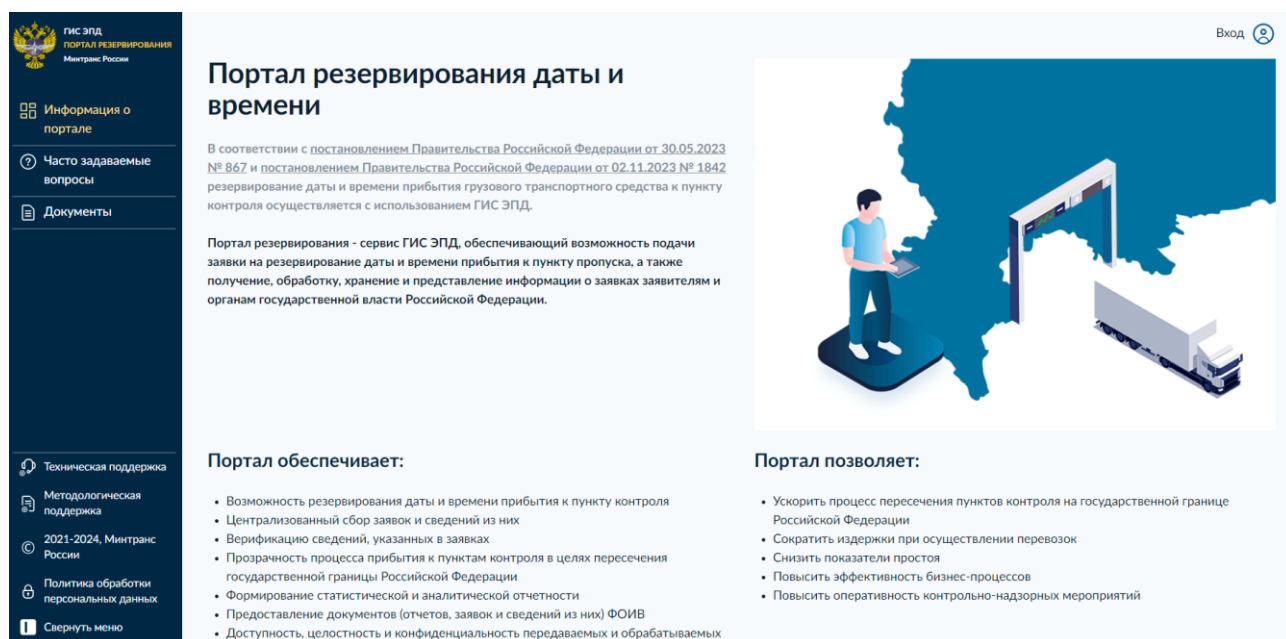 ГИС ЭПД
ПОРТАЛ РЕЗЕРВИРОВАНИЯ
Минтранс России
Вход
Информация о
портале
Часто задаваемые
вопросы
Документы
Техническая поддержка
Методологическая
поддержка
2021-2024, Минтранс
России
Политика обработки
персональных данных
Свернуть меню
Портал резервирования даты и
времени
В соответствии с постановлением Правительства Российской Федерации от 30.05.2023
№ 867 и постановлением Правительства Российской Федерации от 02.11.2023 № 1842
резервирование даты и времени прибытия грузового транспортного средства к пункту
контроля осуществляется с использованием ГИС ЭПД.
Портал резервирования - сервис ГИС ЭПД, обеспечивающий возможность подачи
заявки на резервирование даты и времени прибытия к пункту пропуска, а также
получение, обработку, хранение и представление информации о заявках заявителям и
органам государственной власти Российской Федерации.
Портал обеспечивает:
• Возможность резервирования даты и времени прибытия к пункту контроля
• Централизованный сбор заявок и сведений из них
• Верификацию сведений, указанных в заявках
• Прозрачность процесса прибытия к пунктам контроля в целях пересечения
государственной границы Российской Федерации
• Формирование статистической и аналитической отчетности
• Предоставление документов (отчетов, заявок и сведений из них) ФОИВ
• Доступность, целостность и конфиденциальность передаваемых и обрабатываемых
Портал позволяет:
• Ускорить процесс пересечения пунктов контроля на государственной границе
Российской Федерации
• Сократить издержки при осуществлении перевозок
• Снизить показатели простоя
• Повысить эффективность бизнес-процессов
• Повысить оперативность контрольно-надзорных мероприятий